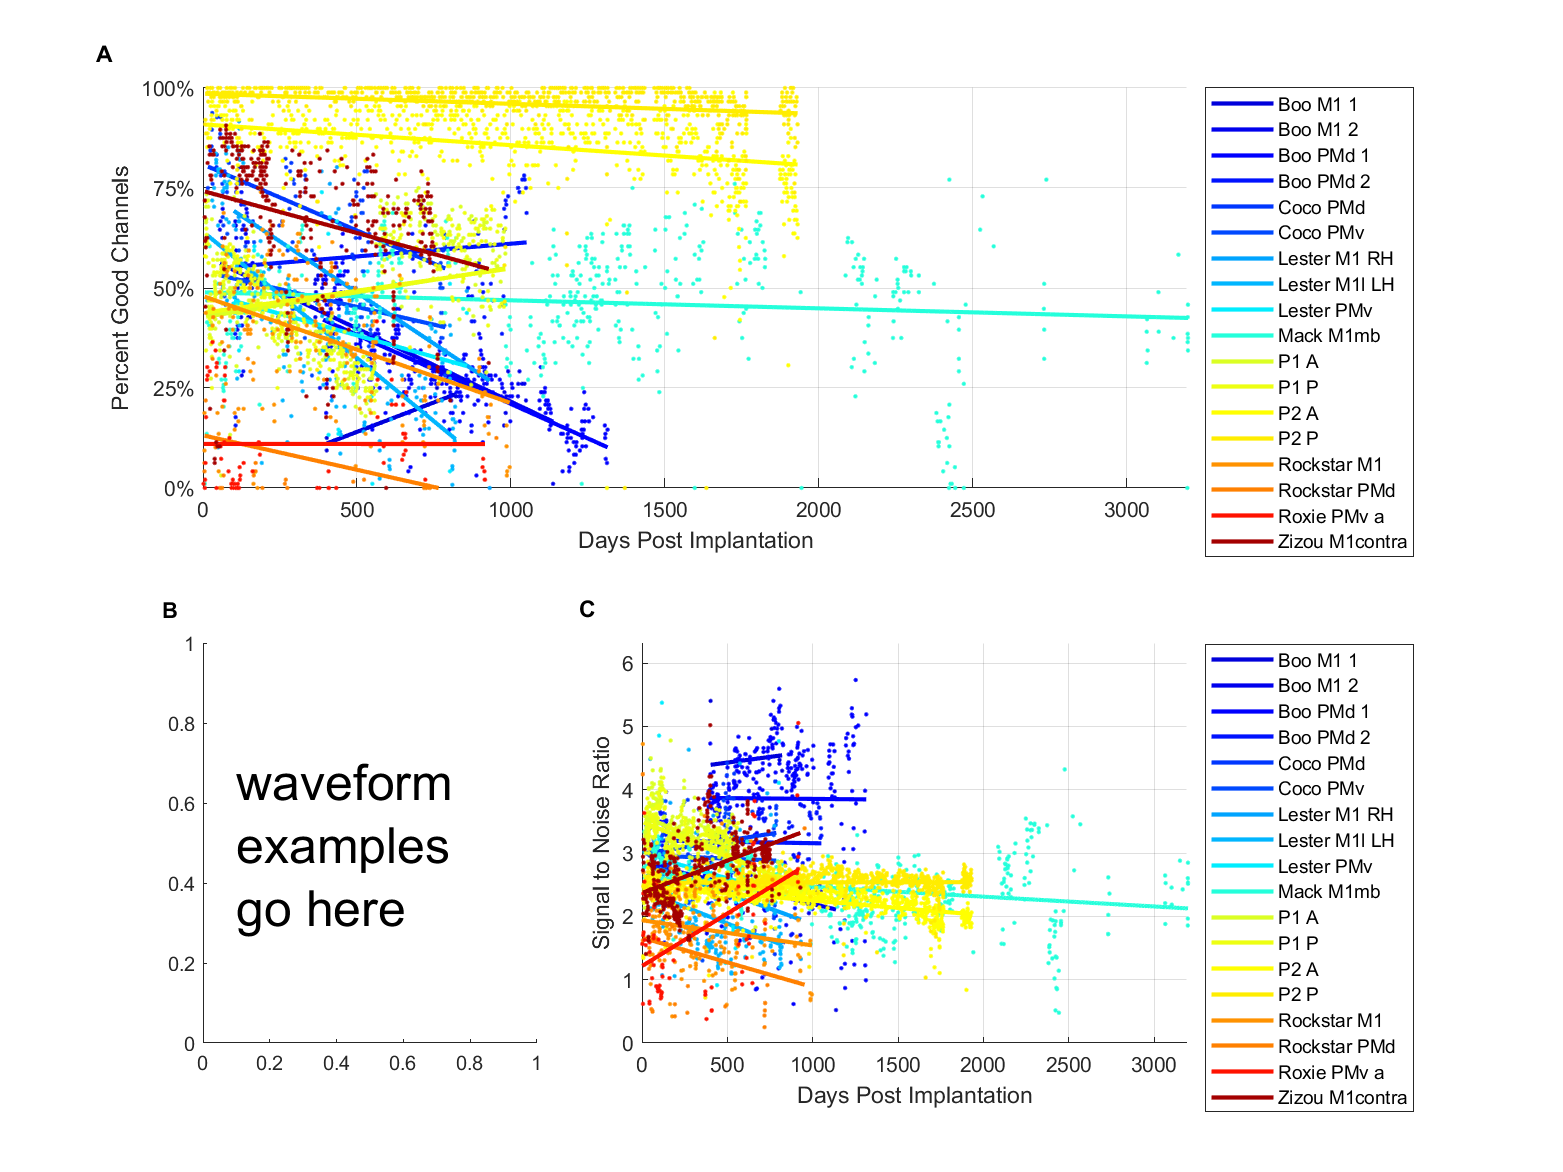 A
100%
75%
50%
25%
0%
Percent Good Channels
0 500 1000 1500 2000 2500 3000
Days Post Implantation
Boo M1 1
Boo M1 2
Boo PMd 1
Boo PMd 2
Coco PMd
Coco PMv
Lester M1 RH
Lester M1l LH
Lester PMv
Mack M1mb
P1 A
P1 P
P2 A
P2 P
Rockstar M1
Rockstar PMd
Roxie PMv a
Zizou M1contra
B
1
0.8
0.6
0.4
0.2
0
waveform
examples
go here
0 0.2 0.4 0.6 0.8 1
C
6
5
4
3
2
1
0
Signal to Noise Ratio
0 500 1000 1500 2000 2500 3000
Days Post Implantation
Boo M1 1
Boo M1 2
Boo PMd 1
Boo PMd 2
Coco PMd
Coco PMv
Lester M1 RH
Lester M1l LH
Lester PMv
Mack M1mb
P1 A
P1 P
P2 A
P2 P
Rockstar M1
Rockstar PMd
Roxie PMv a
Zizou M1contra